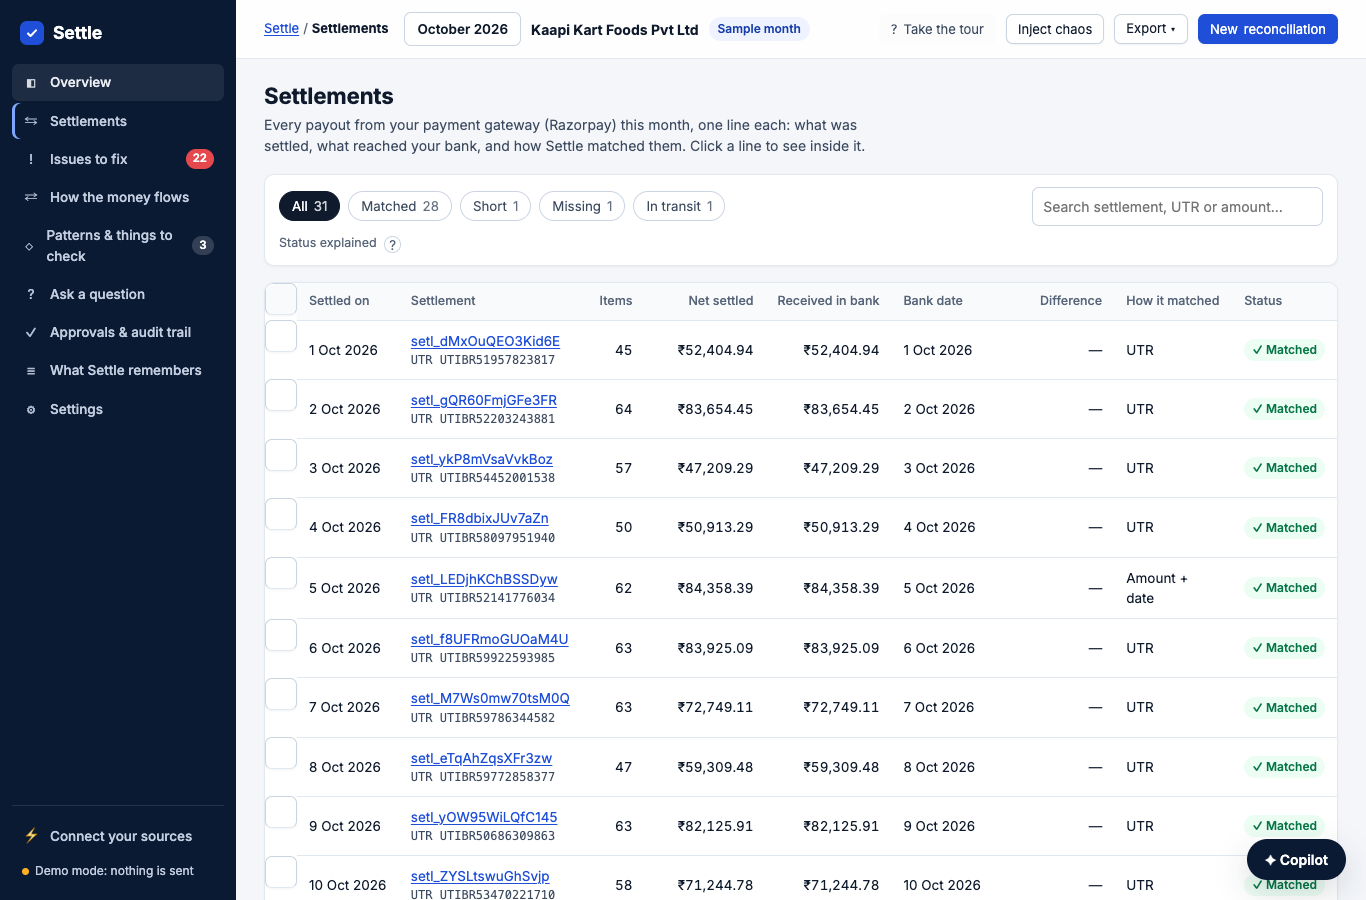 Settle
Overview
Settlements
Issues to fix 22
How the money flows
Patterns & things to check 3
Ask a question
Approvals & audit trail
What Settle remembers
Settings
Connect your sources
Demo mode: nothing is sent
Settle / Settlements October 2026 Kaapi Kart Foods Pvt Ltd Sample month ? Take the tour Inject chaos Export New reconciliation
Settlements
Every payout from your payment gateway (Razorpay) this month, one line each: what was
settled, what reached your bank, and how Settle matched them. Click a line to see inside it.
All 31 Matched 28 Short 1 Missing 1 In transit 1 Search settlement, UTR or amount...
Status explained ?
Settled on Settlement Items Net settled Received in bank Bank date Difference How it matched Status
1 Oct 2026 setl_dMxOuQEO3Kid6E 45 ₹52,404.94 ₹52,404.94 1 Oct 2026 — UTR ✓ Matched
UTR UTIBR51957823817
2 Oct 2026 setl_gQR60FmjGFe3FR 64 ₹83,654.45 ₹83,654.45 2 Oct 2026 — UTR ✓ Matched
UTR UTIBR52203243881
3 Oct 2026 setl_ykP8mVsaVvkBoz 57 ₹47,209.29 ₹47,209.29 3 Oct 2026 — UTR ✓ Matched
UTR UTIBR54452001538
4 Oct 2026 setl_FR8dbixJUv7aZn 50 ₹50,913.29 ₹50,913.29 4 Oct 2026 — UTR ✓ Matched
UTR UTIBR58097951940
5 Oct 2026 setl_LEDjhKChBSSDyw 62 ₹84,358.39 ₹84,358.39 5 Oct 2026 — Amount + date ✓ Matched
UTR UTIBR52141776034
6 Oct 2026 setl_f8UFRmoGUOaM4U 63 ₹83,925.09 ₹83,925.09 6 Oct 2026 — UTR ✓ Matched
UTR UTIBR59922593985
7 Oct 2026 setl_M7Ws0mw70tsM0Q 63 ₹72,749.11 ₹72,749.11 7 Oct 2026 — UTR ✓ Matched
UTR UTIBR59786344582
8 Oct 2026 setl_eTqAhZqsXFr3zw 47 ₹59,309.48 ₹59,309.48 8 Oct 2026 — UTR ✓ Matched
UTR UTIBR59772858377
9 Oct 2026 setl_yOW95WiLQfC145 63 ₹82,125.91 ₹82,125.91 9 Oct 2026 — UTR ✓ Matched
UTR UTIBR50686309863
10 Oct 2026 setl_ZYSLtswuGhSvjp 58 ₹71,244.78 ₹71,244.78 10 Oct 2026 — UTR ✓ Matched
UTR UTIBR53470221710
Copilot